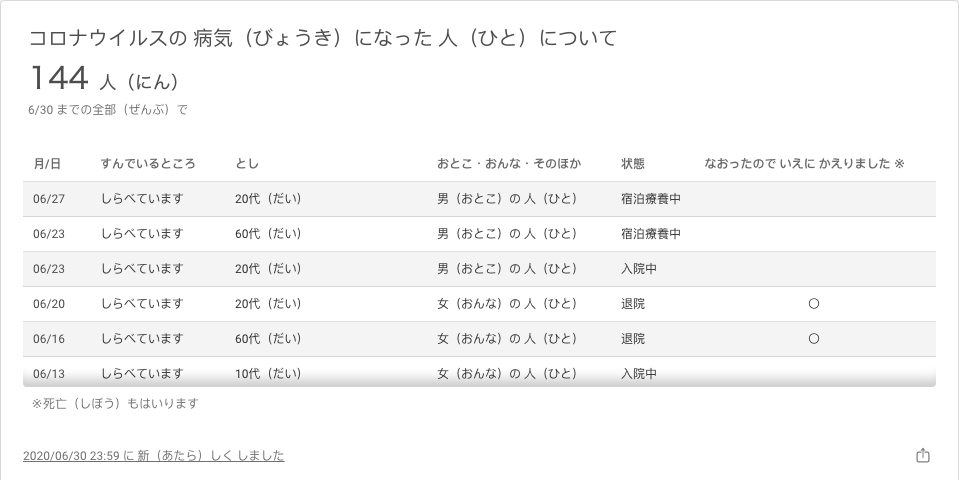 コロナウイルスの 病気（びょうき）になった 人（ひと）について
144 人（にん）
6/30 までの全部（ぜんぶ）で
月/日 すんでいるところ とし おとこ・おんな・そのほか 状態 なおったので いえに かえりました ※
06/27 しらべています 20代（だい） 男（おとこ）の 人（ひと） 宿泊療養中
06/23 しらべています 60代（だい） 男（おとこ）の 人（ひと） 宿泊療養中
06/23 しらべています 20代（だい） 男（おとこ）の 人（ひと） 入院中
06/20 しらべています 20代（だい） 女（おんな）の 人（ひと） 退院 〇
06/16 しらべています 60代（だい） 女（おんな）の 人（ひと） 退院 〇
06/13 しらべています 10代（だい） 女（おんな）の 人（ひと） 入院中
※死亡（しぼう）もはいります
2020/06/30 23:59 に 新（あたら）しく しました